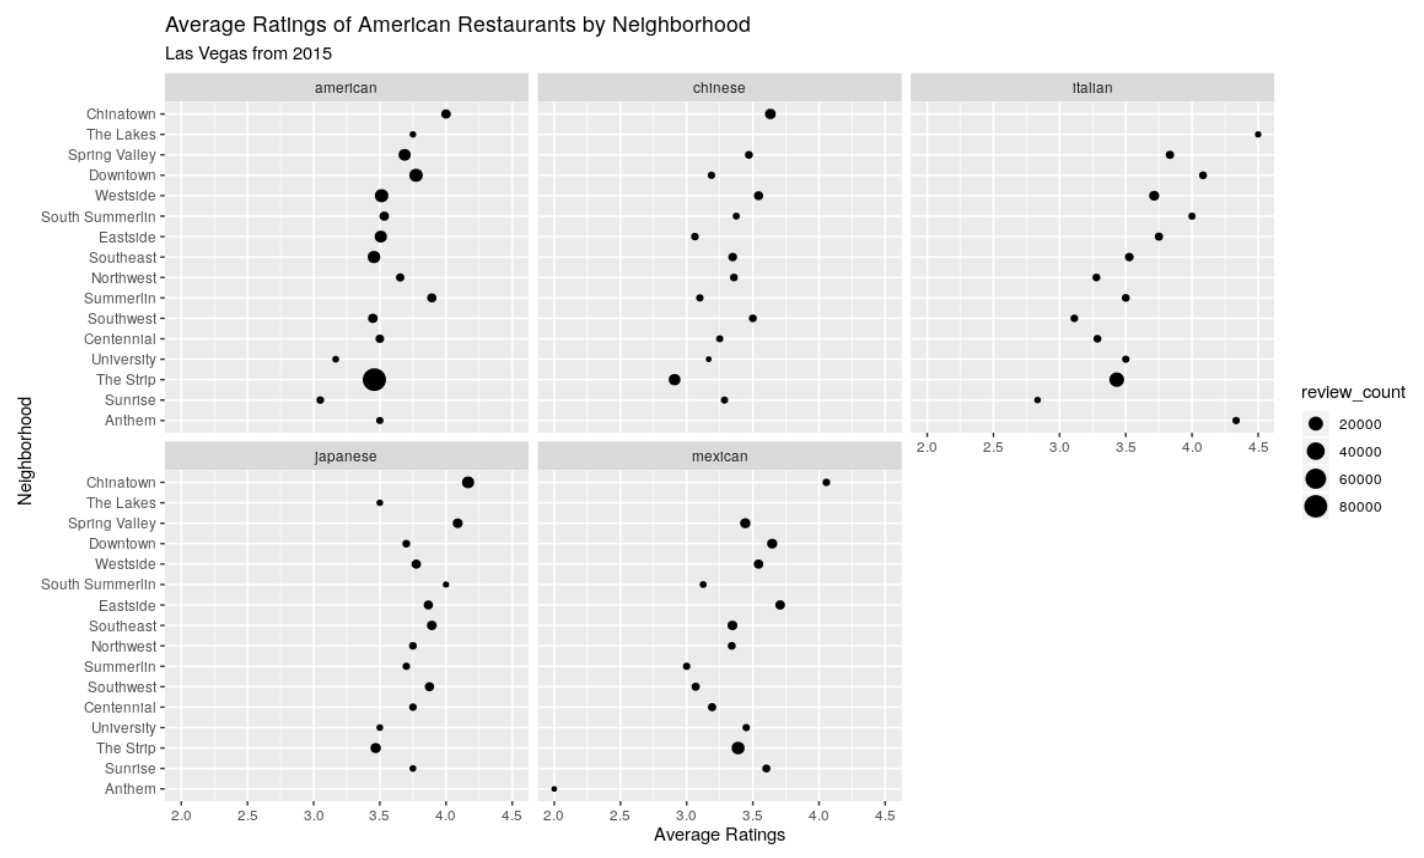 Average Ratings of American Restaurants by Neighborhood
Las Vegas from 2015
american
chinese
italian
Chinatown
The Lakes
Spring Valley
Downtown
Westside
South Summerlin
Eastside
Southeast
Northwest
Summerlin
Southwest
Centennial
University
The Strip
Sunrise
Anthem
2.0 2.5 3.0 3.5 4.0 4.5
japanese
mexican
Chinatown
The Lakes
Spring Valley
Downtown
Westside
South Summerlin
Eastside
Southeast
Northwest
Summerlin
Southwest
Centennial
University
The Strip
Sunrise
Anthem
2.0 2.5 3.0 3.5 4.0 4.5
2.0 2.5 3.0 3.5 4.0 4.5
Neighborhood
Average Ratings
review_count
20000
40000
60000
80000